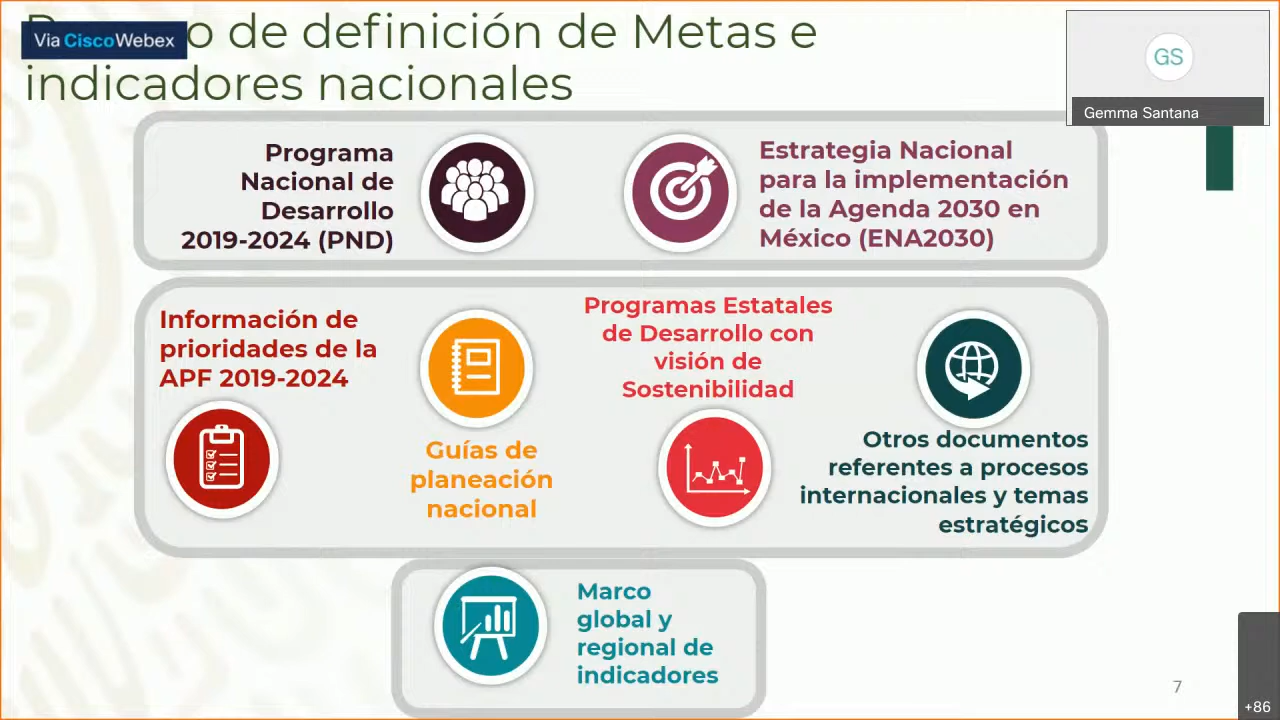 Via CiscoWebex
o de definición de Metas e
indicadores nacionales
GS
Gemma Santana
Programa
Nacional de
Desarrollo
2019-2024 (PND)
Estrategia Nacional
para la implementación
de la Agenda 2030 en
México (ENA2030)
Información de
prioridades de la
APF 2019-2024
Guías de
planeación
nacional
Programas Estatales
de Desarrollo con
visión de
Sostenibilidad
Otros documentos
referentes a procesos
internacionales y temas
estratégicos
Marco
global y
regional de
indicadores
7
+86